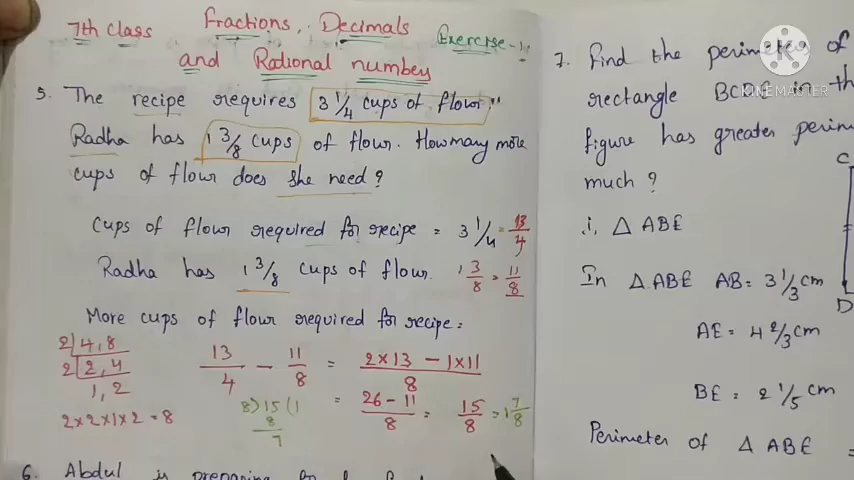 7th class Fractions, Decimals Exercise-1
and Rational number
5. The recipe requires 3 1/4 cups of flour.
Radha has 1 3/8 cups of flour. How many more
cups of flour does she need?
Cups of flour required for recipe = 3 1/4 = 13/4
Radha has 1 3/8 cups of flour. 1 3/8 = 11/8
More cups of flour required for recipe =
2|4,8
2|2,4
1,2
2×2×1×2=8
13/4 - 11/8 = 2×13 - 1×11/8
= 26-11/8 = 15/8 = 1 7/8
8) 15 (1
8
7
6. Abdul is preparing
7. Find the perimeter of
rectangle BCDE in th
figure has greater perim
much?
i, △ ABE
In △ABE AB= 3 1/3 cm
AE= 4 2/3 cm
BE= 2 1/5 cm
Perimeter of △ ABE =
C
D
KINEMASTER